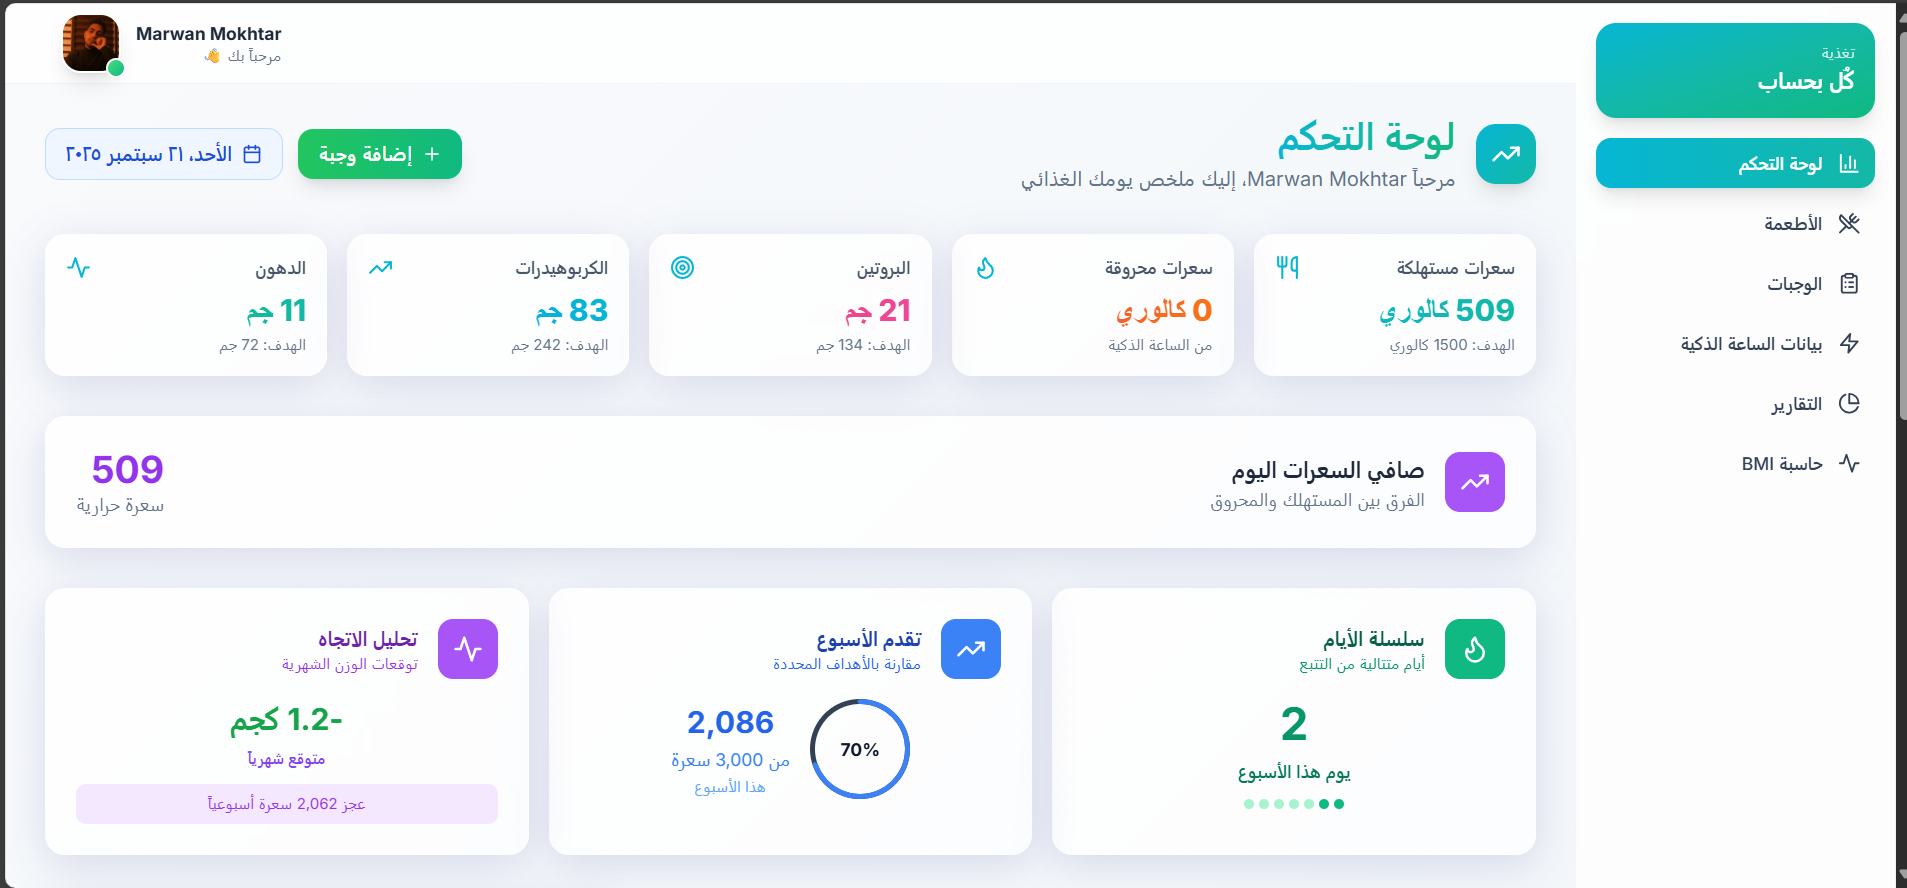 تغذية
كُل بحساب
لوحة التحكم
الأطعمة
الوجبات
بيانات الساعة الذكية
التقارير
حاسبة BMI
Marwan Mokhtar
مرحباً بك 👋
لوحة التحكم
مرحباً Marwan Mokhtar، إليك ملخص يومك الغذائي
إضافة وجبة
الأحد، ٢١ سبتمبر ٢٠٢٥
سعرات مستهلكة
509 كالوري
الهدف: 1500 كالوري
سعرات محروقة
0 كالوري
من الساعة الذكية
البروتين
21 جم
الهدف: 134 جم
الكربوهيدرات
83 جم
الهدف: 242 جم
الدهون
11 جم
الهدف: 72 جم
صافي السعرات اليوم
الفرق بين المستهلك والمحروق
509
سعرة حرارية
سلسلة الأيام
أيام متتالية من التتبع
2
يوم هذا الأسبوع
تقدم الأسبوع
مقارنة بالأهداف المحددة
70%
2,086
من 3,000 سعرة
هذا الأسبوع
تحليل الاتجاه
توقعات الوزن الشهرية
-1.2 كجم
متوقع شهرياً
عجز 2,062 سعرة أسبوعياً